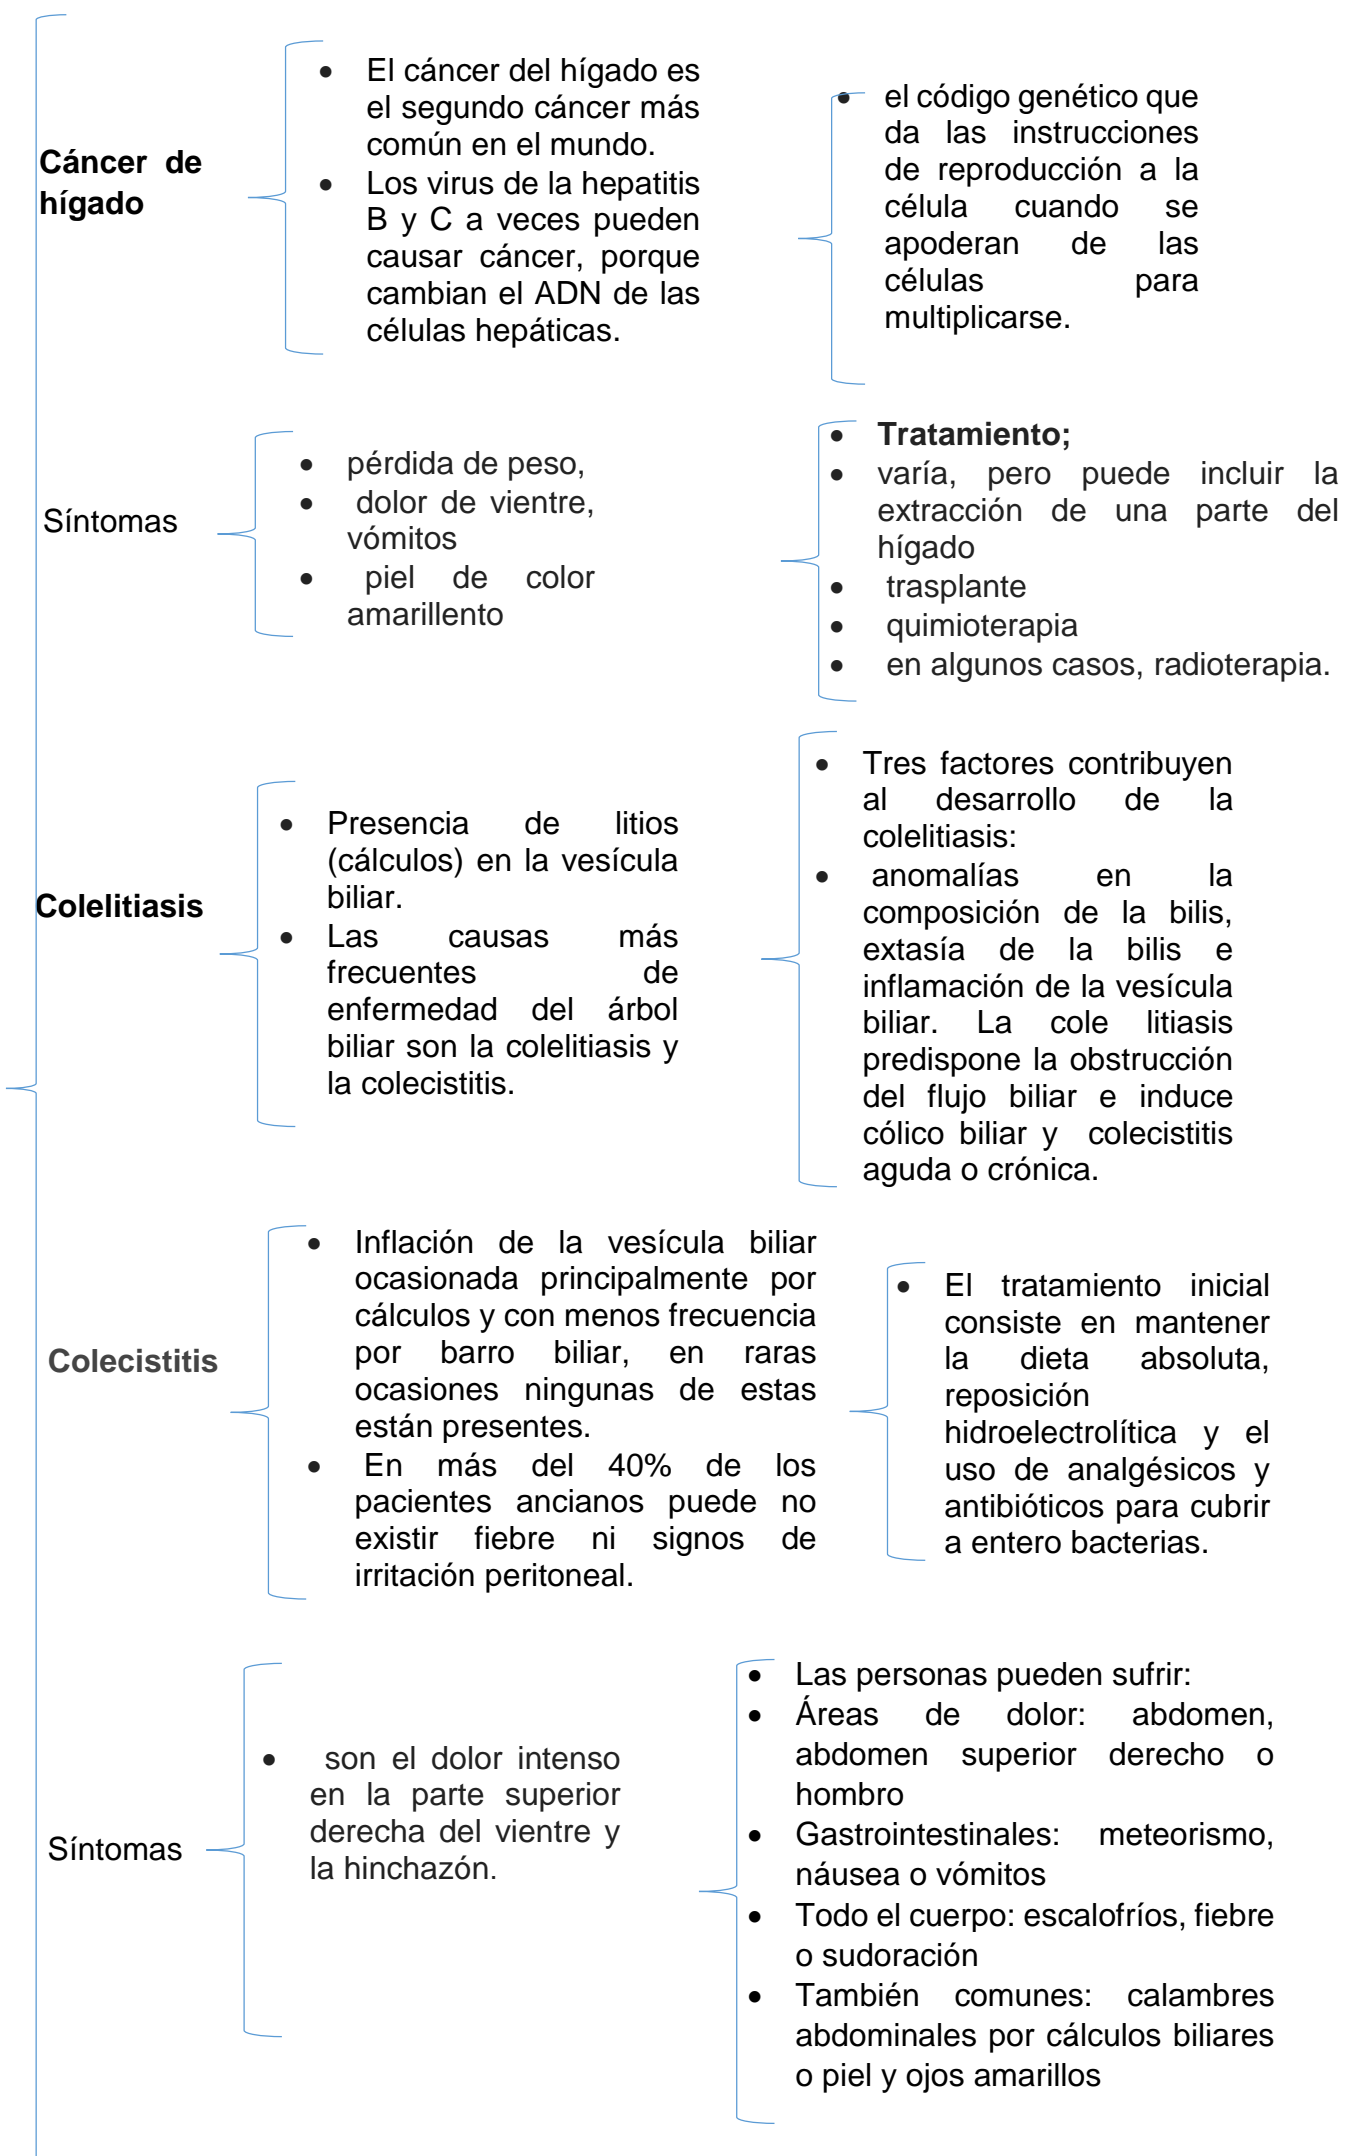 Cáncer de
hígado
• El cáncer del hígado es
el segundo cáncer más
común en el mundo.
• Los virus de la hepatitis
B y C a veces pueden
causar cáncer, porque
cambian el ADN de las
células hepáticas.
• el código genético que
da las instrucciones
de reproducción a la
célula cuando se
apoderan de las
células para
multiplicarse.
Síntomas
• pérdida de peso,
• dolor de vientre,
vómitos
• piel de color
amarillento
• Tratamiento;
• varía, pero puede incluir la
extracción de una parte del
hígado
• trasplante
• quimioterapia
• en algunos casos, radioterapia.
Colelitiasis
• Presencia de litios
(cálculos) en la vesícula
biliar.
• Las causas más
frecuentes de
enfermedad del árbol
biliar son la colelitiasis y
la colecistitis.
• Tres factores contribuyen
al desarrollo de la
colelitiasis:
• anomalías en la
composición de la bilis,
extasía de la bilis e
inflamación de la vesícula
biliar. La cole litiasis
predispone la obstrucción
del flujo biliar e induce
cólico biliar y colecistitis
aguda o crónica.
Colecistitis
• Inflación de la vesícula biliar
ocasionada principalmente por
cálculos y con menos frecuencia
por barro biliar, en raras
ocasiones ningunas de estas
están presentes.
• En más del 40% de los
pacientes ancianos puede no
existir fiebre ni signos de
irritación peritoneal.
• El tratamiento inicial
consiste en mantener
la dieta absoluta,
reposición
hidroelectrolítica y el
uso de analgésicos y
antibióticos para cubrir
a entero bacterias.
Síntomas
• son el dolor intenso
en la parte superior
derecha del vientre y
la hinchazón.
• Las personas pueden sufrir:
• Áreas de dolor: abdomen,
abdomen superior derecho o
hombro
• Gastrointestinales: meteorismo,
náusea o vómitos
• Todo el cuerpo: escalofríos, fiebre
o sudoración
• También comunes: calambres
abdominales por cálculos biliares
o piel y ojos amarillos